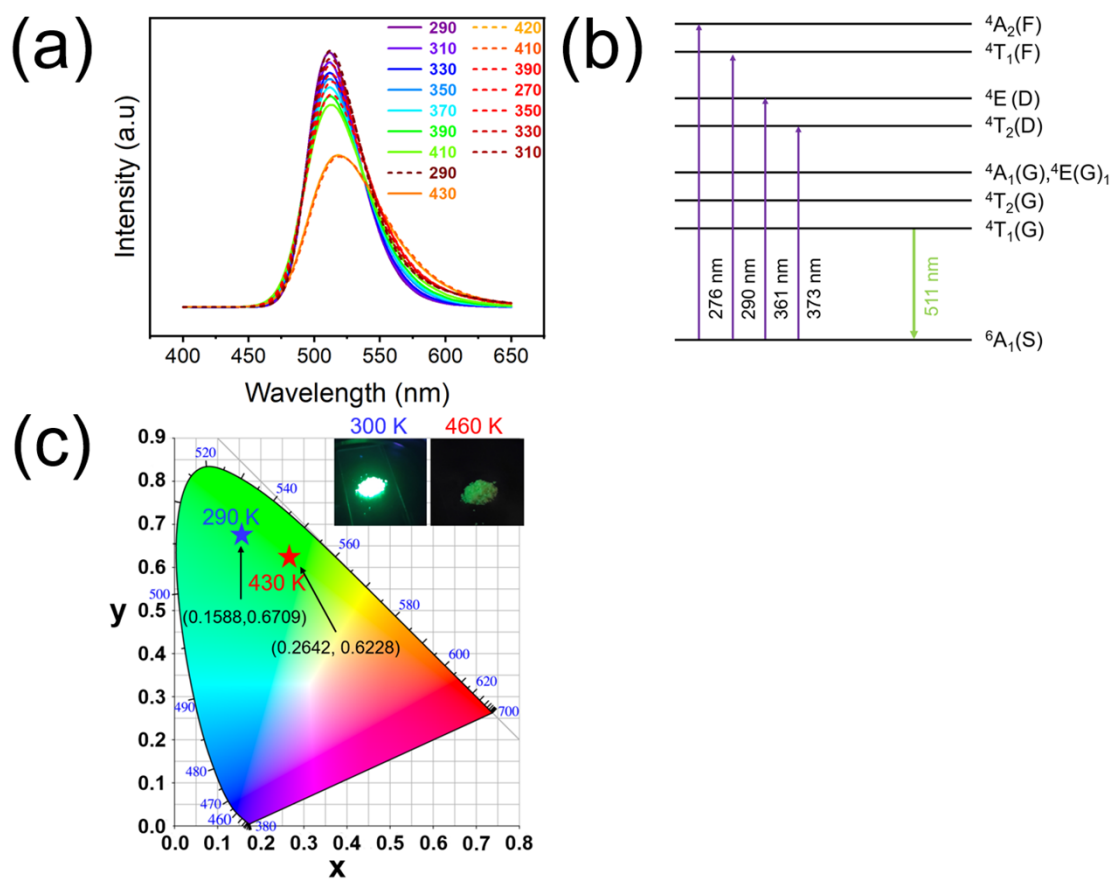 (a)
290 420
310 410
330 390
350 270
370 350
390 330
410 310
290
430
Intensity (a.u)
400 450 500 550 600 650
Wavelength (nm)
(b)
⁴A₂(F)
⁴T₁(F)
⁴E (D)
⁴T₂(D)
⁴A₁(G),⁴E(G)₁
⁴T₂(G)
⁴T₁(G)
⁶A₁(S)
276 nm
290 nm
361 nm
373 nm
511 nm
(c)
300 K 460 K
0.9
0.8
0.7
0.6
0.5
0.4
0.3
0.2
0.1
0.0
y
0.0 0.1 0.2 0.3 0.4 0.5 0.6 0.7 0.8
x
520
540
560
580
600
620
700
500
490
480
470
460
380
290 K
430 K
(0.1588,0.6709)
(0.2642, 0.6228)